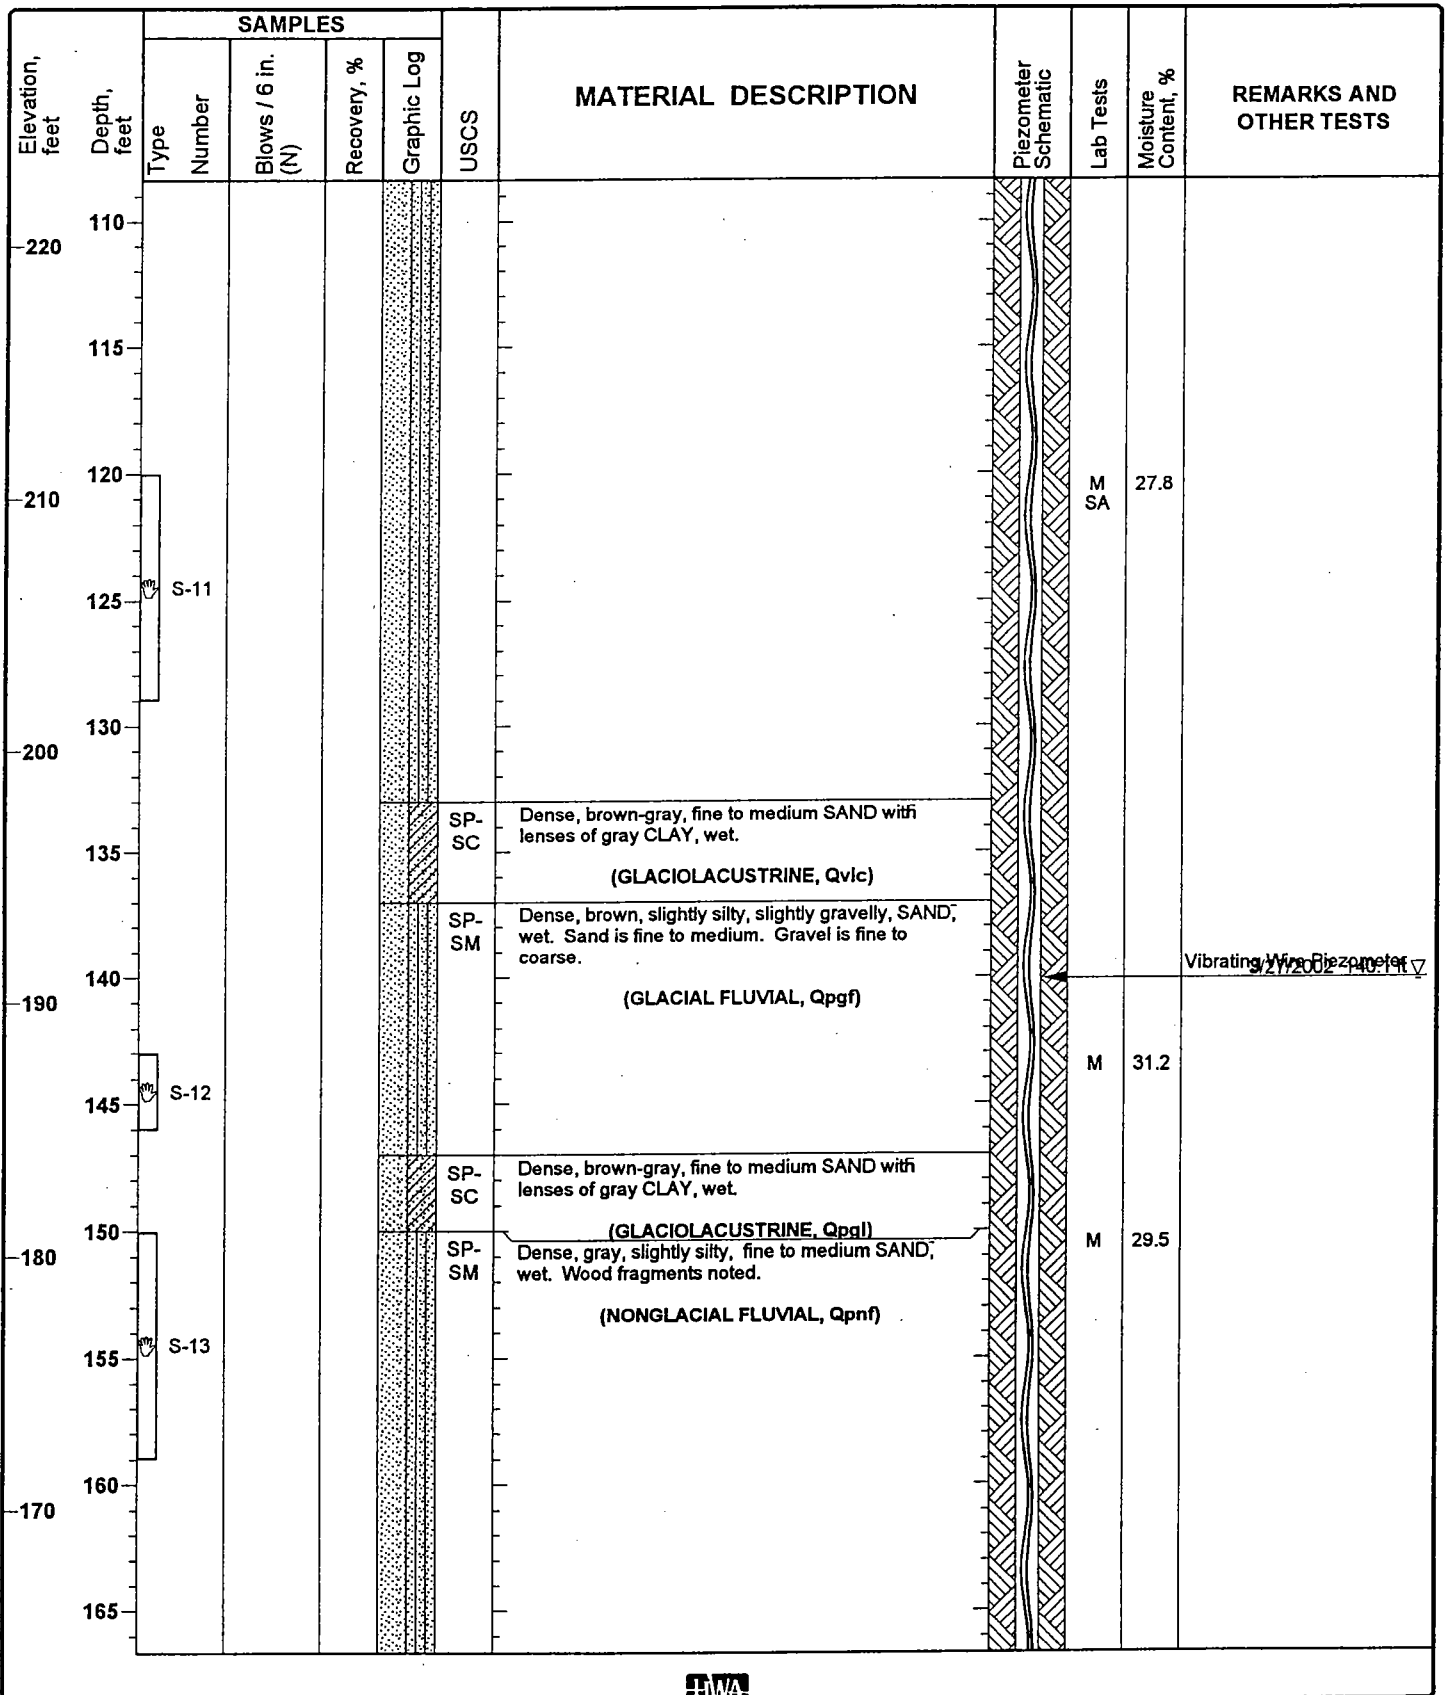 SAMPLES
Elevation, feet
Depth, feet
Type
Number
Blows / 6 in. (N)
Recovery, %
Graphic Log
USCS
MATERIAL DESCRIPTION
Piezometer Schematic
Lab Tests
Moisture Content, %
REMARKS AND
OTHER TESTS
110
220
115
120
M 27.8
210
SA
S-11
125
130
200
SP- Dense, brown-gray, fine to medium SAND with
SC lenses of gray CLAY, wet.
135
(GLACIOLACUSTRINE, Qvlc)
SP- Dense, brown, slightly silty, slightly gravelly, SAND,
SM wet. Sand is fine to medium. Gravel is fine to
coarse.
Vibrating Wire Piezometer
140
190
(GLACIAL FLUVIAL, Qpgf)
M 31.2
S-12
145
SP- Dense, brown-gray, fine to medium SAND with
SC lenses of gray CLAY, wet.
150
(GLACIOLACUSTRINE, Qpgl)
M 29.5
180
SP- Dense, gray, slightly silty, fine to medium SAND,
SM wet. Wood fragments noted.
(NONGLACIAL FLUVIAL, Qpnf)
S-13
155
160
170
165
HWA